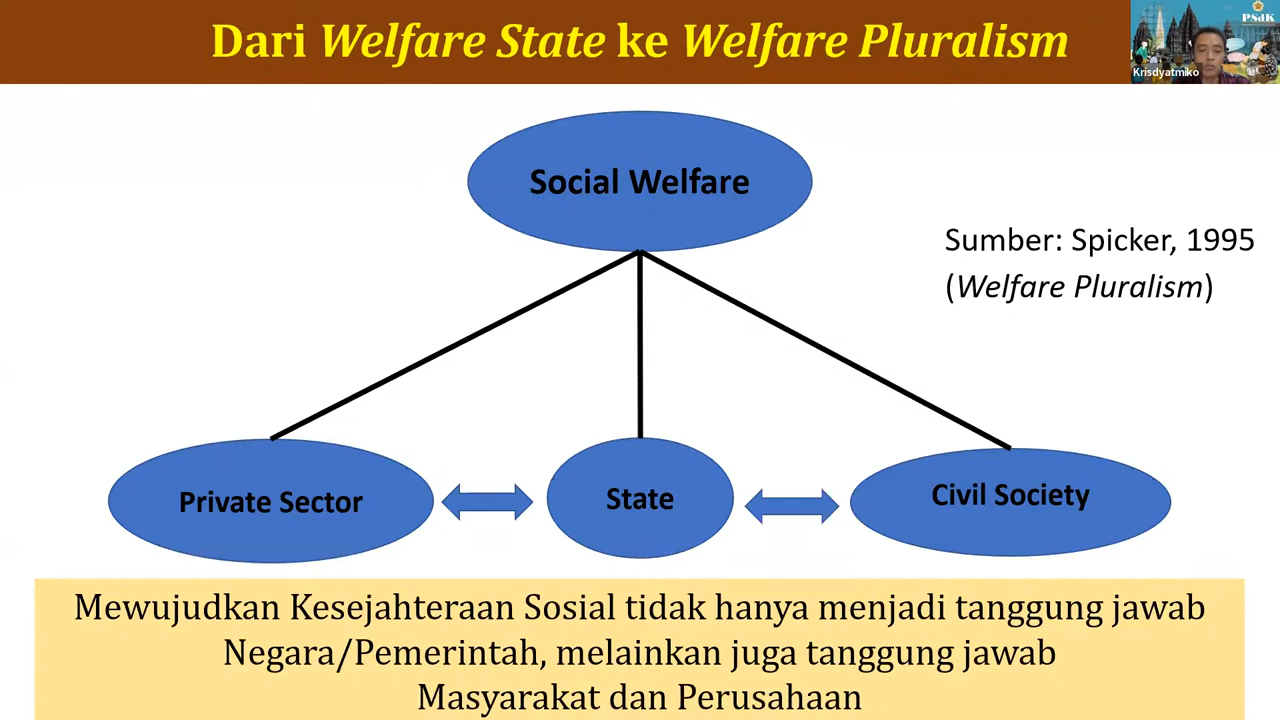 Dari Welfare State ke Welfare Pluralism
PSdK
Krisdyatmiko
Social Welfare
Sumber: Spicker, 1995
(Welfare Pluralism)
Private Sector
State
Civil Society
Mewujudkan Kesejahteraan Sosial tidak hanya menjadi tanggung jawab
Negara/Pemerintah, melainkan juga tanggung jawab
Masyarakat dan Perusahaan